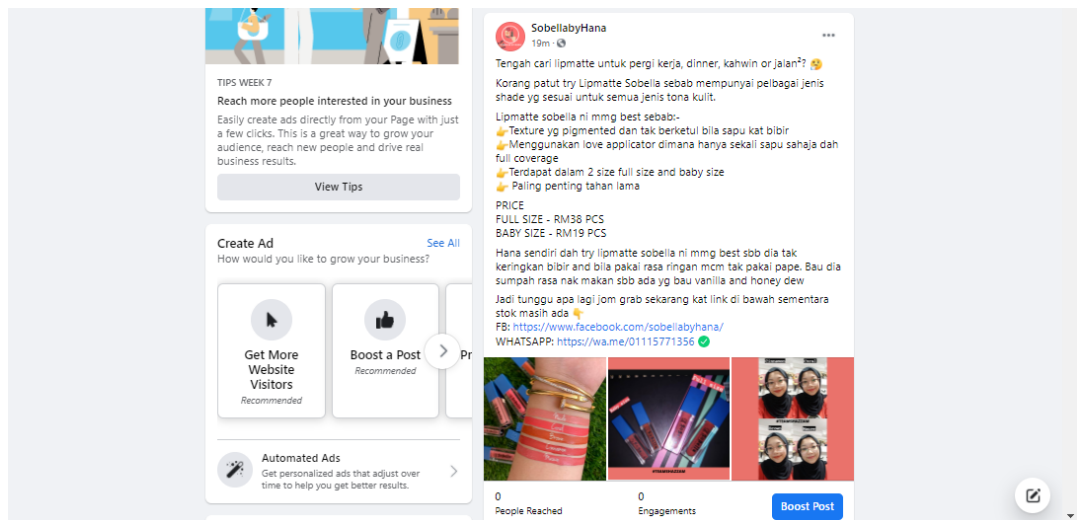 TIPS WEEK 7
Reach more people interested in your business
Easily create ads directly from your Page with just
a few clicks. This is a great way to grow your
audience, reach new people and drive real
business results.
View Tips
Create Ad
See All
How would you like to grow your business?
Get More
Website
Visitors
Recommended
Boost a Post
Recommended
Pr
Automated Ads
Get personalized ads that adjust over
time to help you get better results.
SobellabyHana
19m ·
Tengah cari lipmatte untuk pergi kerja, dinner, kahwin or jalan²? 🤔
Korang patut try Lipmatte Sobella sebab mempunyai pelbagai jenis
shade yg sesuai untuk semua jenis tona kulit.
Lipmatte sobella ni mmg best sebab:-
👉Texture yg pigmented dan tak berketul bila sapu kat bibir
👉Menggunakan love applicator dimana hanya sekali sapu sahaja dah
full coverage
👉Terdapat dalam 2 size full size and baby size
👉 Paling penting tahan lama
PRICE
FULL SIZE - RM38 PCS
BABY SIZE - RM19 PCS
Hana sendiri dah try lipmatte sobella ni mmg best sbb dia tak
keringkan bibir and bila pakai rasa ringan mcm tak pakai pape. Bau dia
sumpah rasa nak makan sbb ada yg bau vanilla and honey dew
Jadi tunggu apa lagi jom grab sekarang kat link di bawah sementara
stok masih ada 👇
FB: https://www.facebook.com/sobellabyhana/
WHATSAPP: https://wa.me/01115771356 ✅
Full size
0
People Reached
0
Engagements
Boost Post